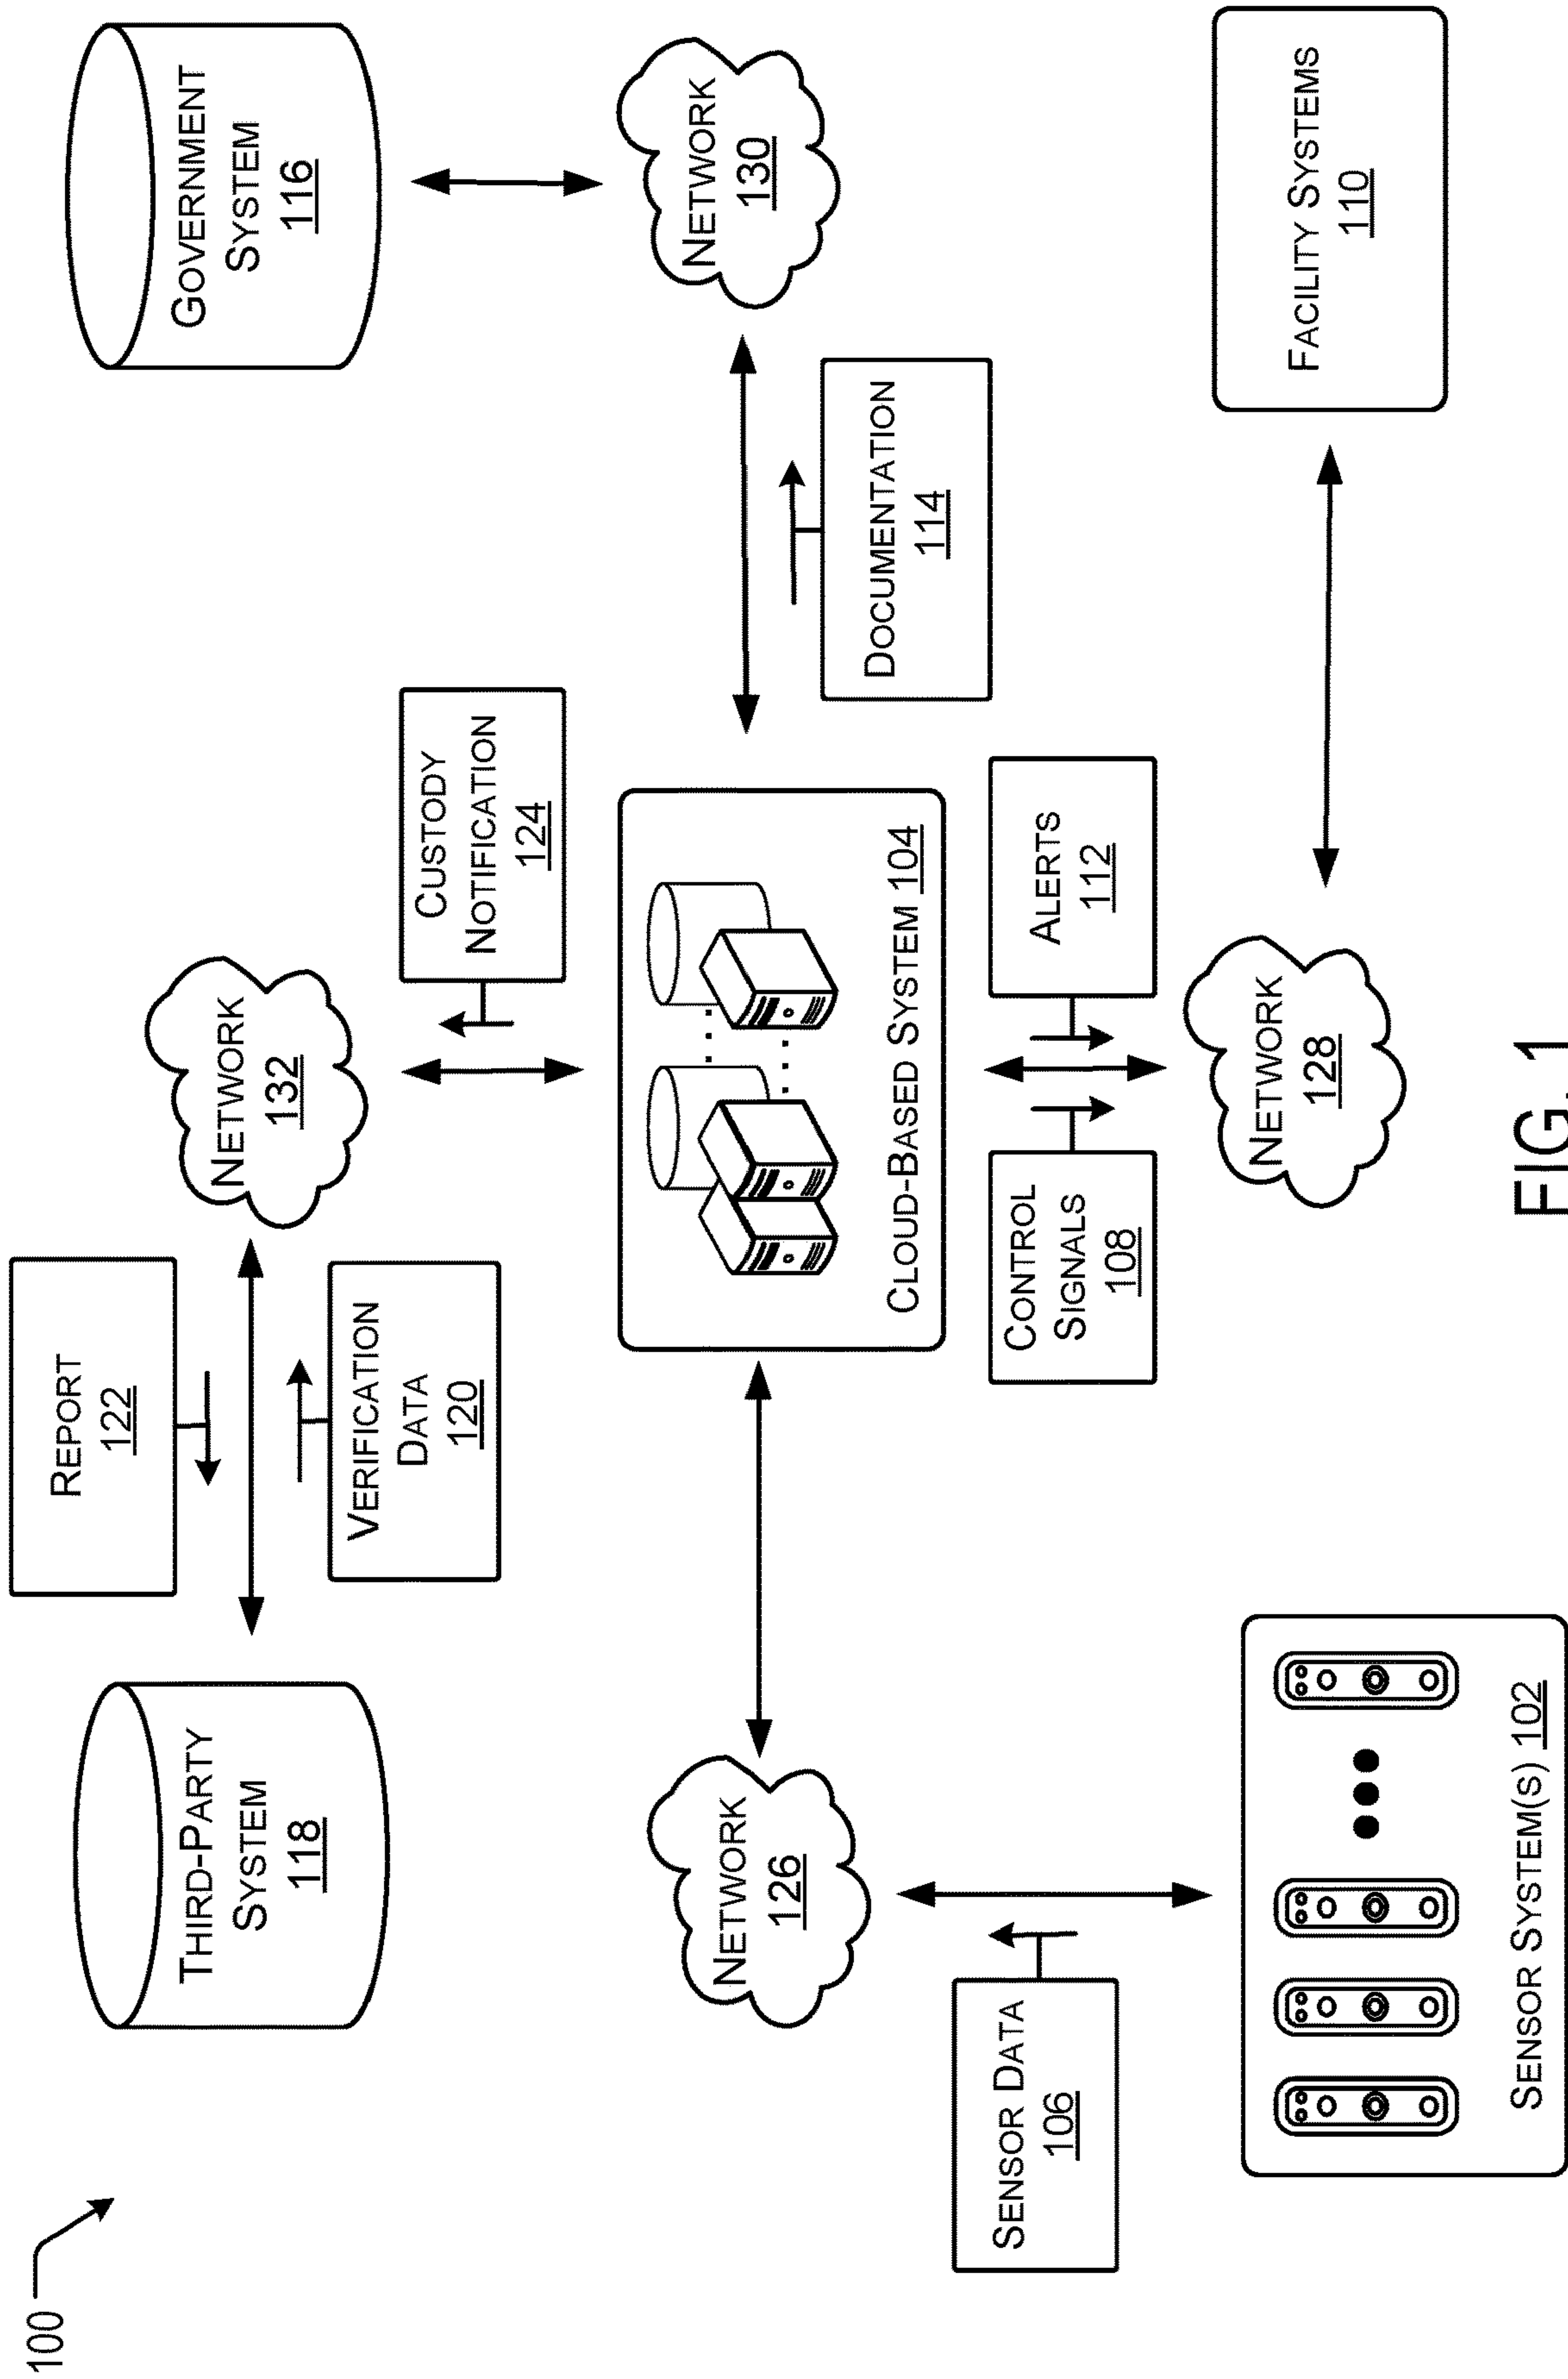 100
THIRD-PARTY
SYSTEM
118
REPORT
122
VERIFICATION
DATA
120
NETWORK
132
CUSTODY
NOTIFICATION
124
GOVERNMENT
SYSTEM
116
NETWORK
126
CLOUD-BASED SYSTEM 104
DOCUMENTATION
114
NETWORK
130
SENSOR DATA
106
CONTROL
SIGNALS
108
ALERTS
112
NETWORK
128
SENSOR SYSTEM(S) 102
FACILITY SYSTEMS
110
FIG. 1